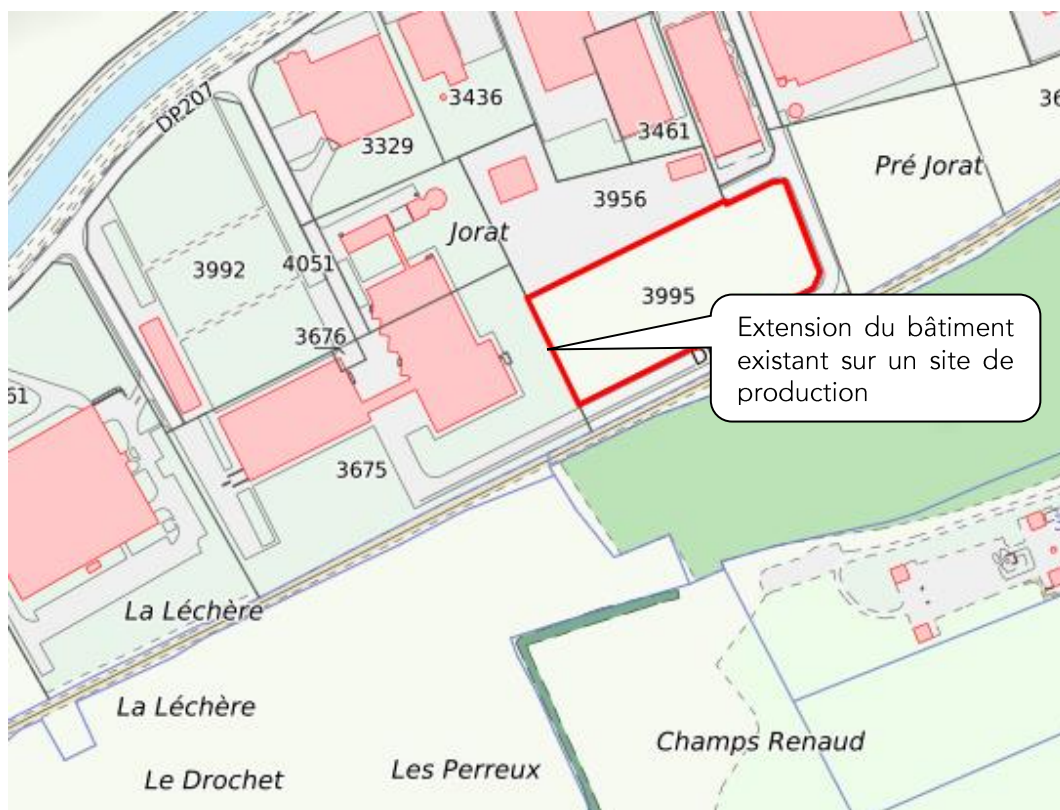 DP207
3436
3329
3461
36
Pré Jorat
3956
Jorat
3992
4051
3995
3676
Extension du bâtiment
existant sur un site de
production
61
3675
La Léchère
La Léchère
Champs Renaud
Les Perreux
Le Drochet